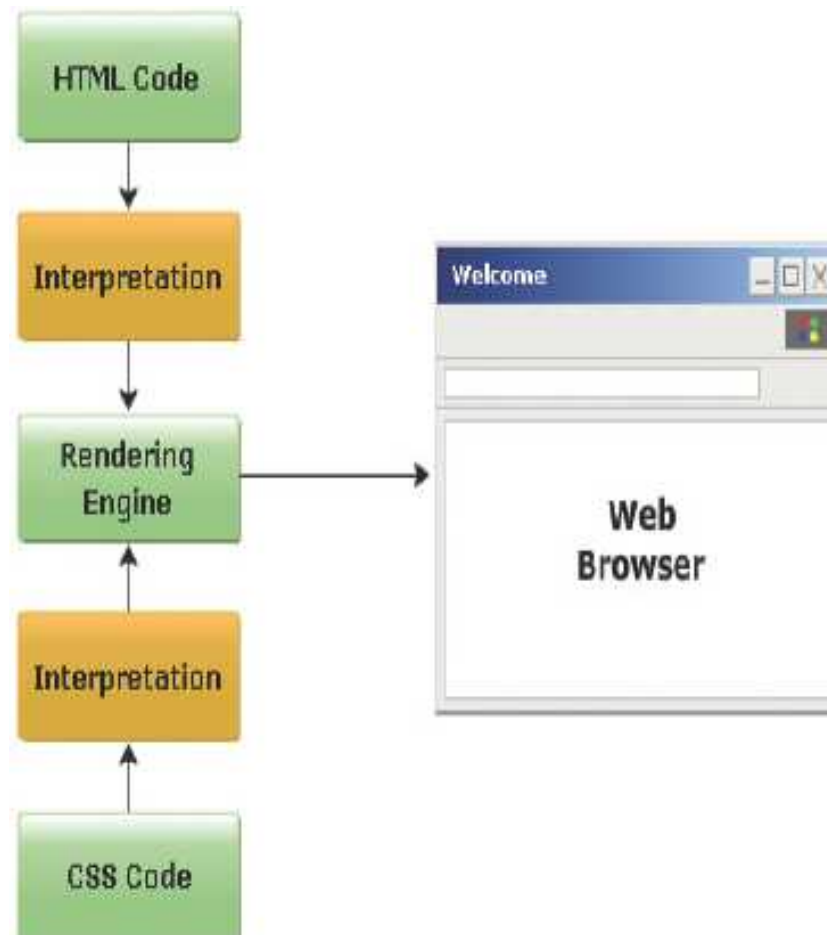 HTML Code
Interpretation
Rendering
Engine
Interpretation
CSS Code
Welcome
Web
Browser